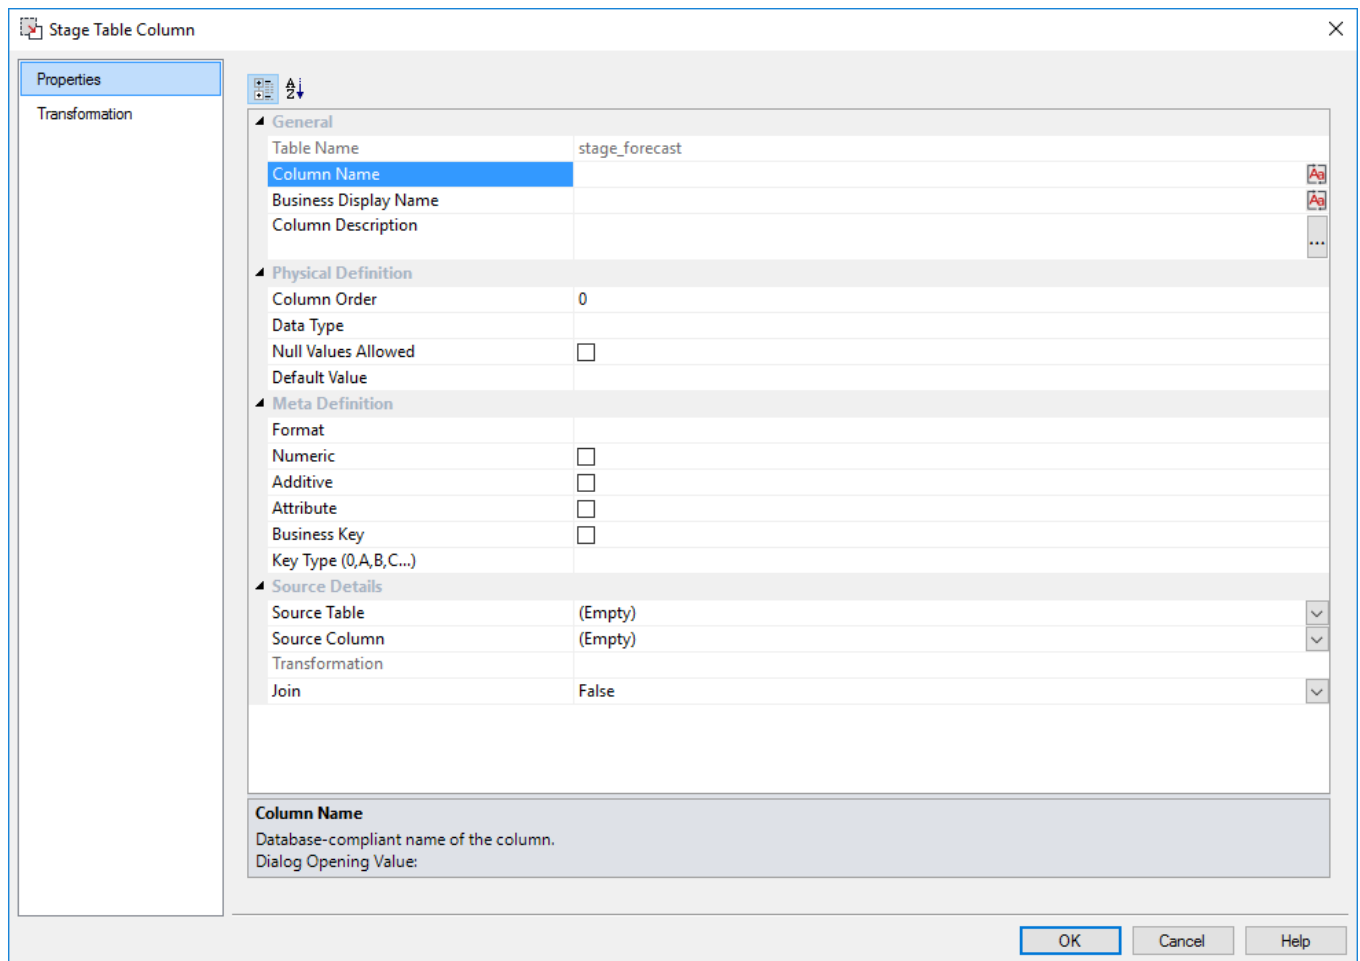 Stage Table Column
Properties
Transformation
General
Table Name stage_forecast
Column Name
Business Display Name
Column Description
...
Physical Definition
Column Order 0
Data Type
Null Values Allowed
Default Value
Meta Definition
Format
Numeric
Additive
Attribute
Business Key
Key Type (0,A,B,C...)
Source Details
Source Table (Empty)
Source Column (Empty)
Transformation
Join False
Column Name
Database-compliant name of the column.
Dialog Opening Value:
OK Cancel Help